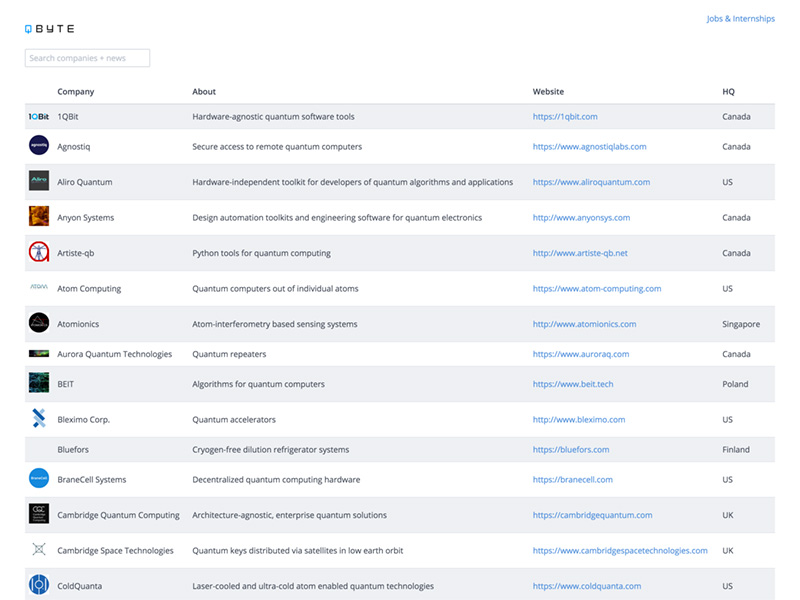 Jobs & Internships
QBYTE
Search companies + news
Company About Website HQ
1QBit 1QBit Hardware-agnostic quantum software tools https://1qbit.com Canada
agnostiq Agnostiq Secure access to remote quantum computers https://www.agnostiqlabs.com Canada
Aliro Aliro Quantum Hardware-independent toolkit for developers of quantum algorithms and applications https://www.aliroquantum.com US
Anyon Systems Design automation toolkits and engineering software for quantum electronics http://www.anyonsys.com Canada
Artiste-qb Python tools for quantum computing http://www.artiste-qb.net Canada
Atom Computing Quantum computers out of individual atoms https://www.atom-computing.com US
Atomionics Atom-interferometry based sensing systems http://www.atomionics.com Singapore
Aurora Quantum Technologies Quantum repeaters https://www.auroraq.com Canada
BEIT Algorithms for quantum computers https://www.beit.tech Poland
Bleximo Corp. Quantum accelerators http://www.bleximo.com US
Bluefors Cryogen-free dilution refrigerator systems https://bluefors.com Finland
BraneCell BraneCell Systems Decentralized quantum computing hardware https://branecell.com US
CQC Cambridge Quantum Computing Architecture-agnostic, enterprise quantum solutions https://cambridgequantum.com UK
Cambridge Space Technologies Quantum keys distributed via satellites in low earth orbit https://www.cambridgespacetechnologies.com UK
ColdQuanta Laser-cooled and ultra-cold atom enabled quantum technologies https://www.coldquanta.com US